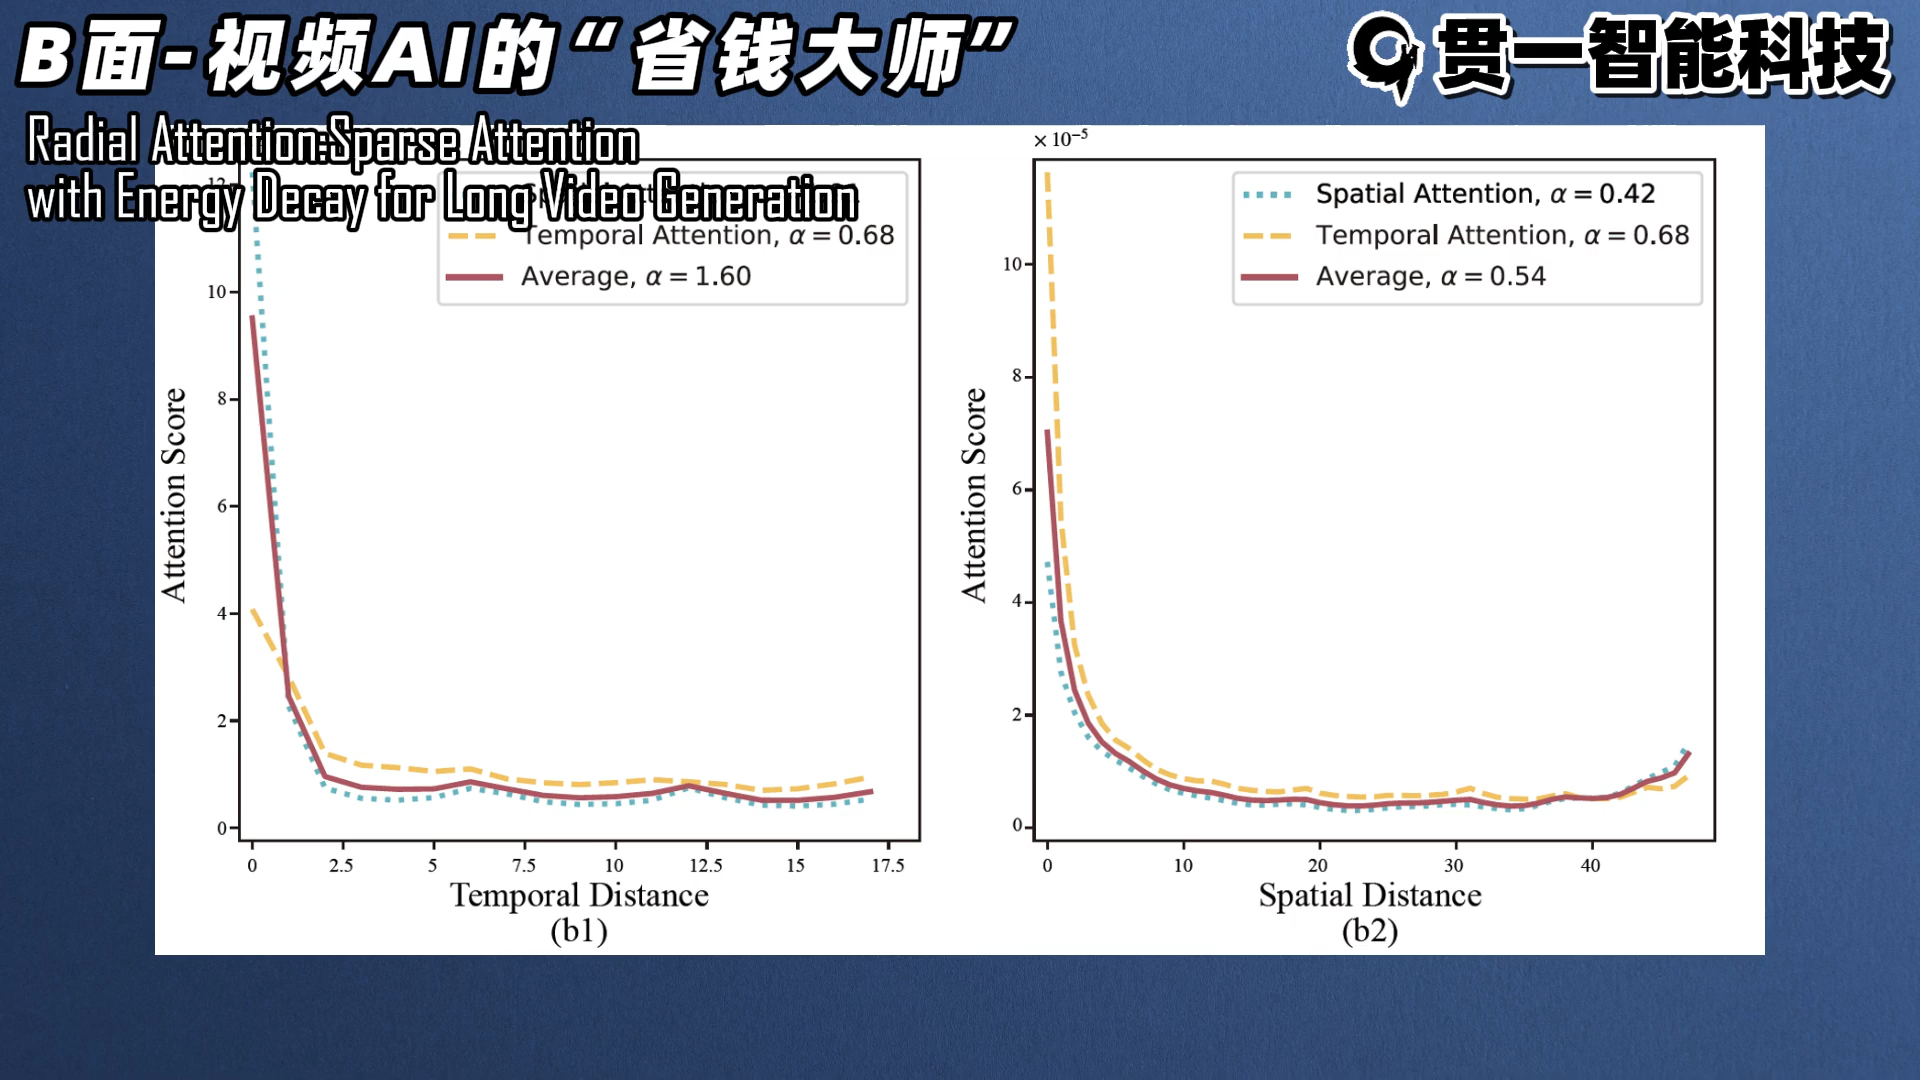 B面-视频AI的“省钱大师”
贯一智能科技
Radial Attention:Sparse Attention
with Energy Decay for Long Video Generation
Temporal Attention, α = 0.68
Average, α = 1.60
10
8
6
4
2
0
Attention Score
0 2.5 5 7.5 10 12.5 15 17.5
Temporal Distance
(b1)
× 10⁻⁵
Spatial Attention, α = 0.42
Temporal Attention, α = 0.68
Average, α = 0.54
10
8
6
4
2
0
Attention Score
0 10 20 30 40
Spatial Distance
(b2)